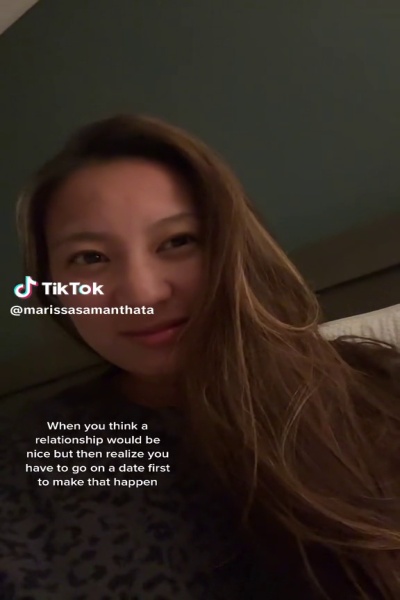 TikTok
@marissasamanthata
When you think a
relationship would be
nice but then realize you
have to go on a date first
to make that happen